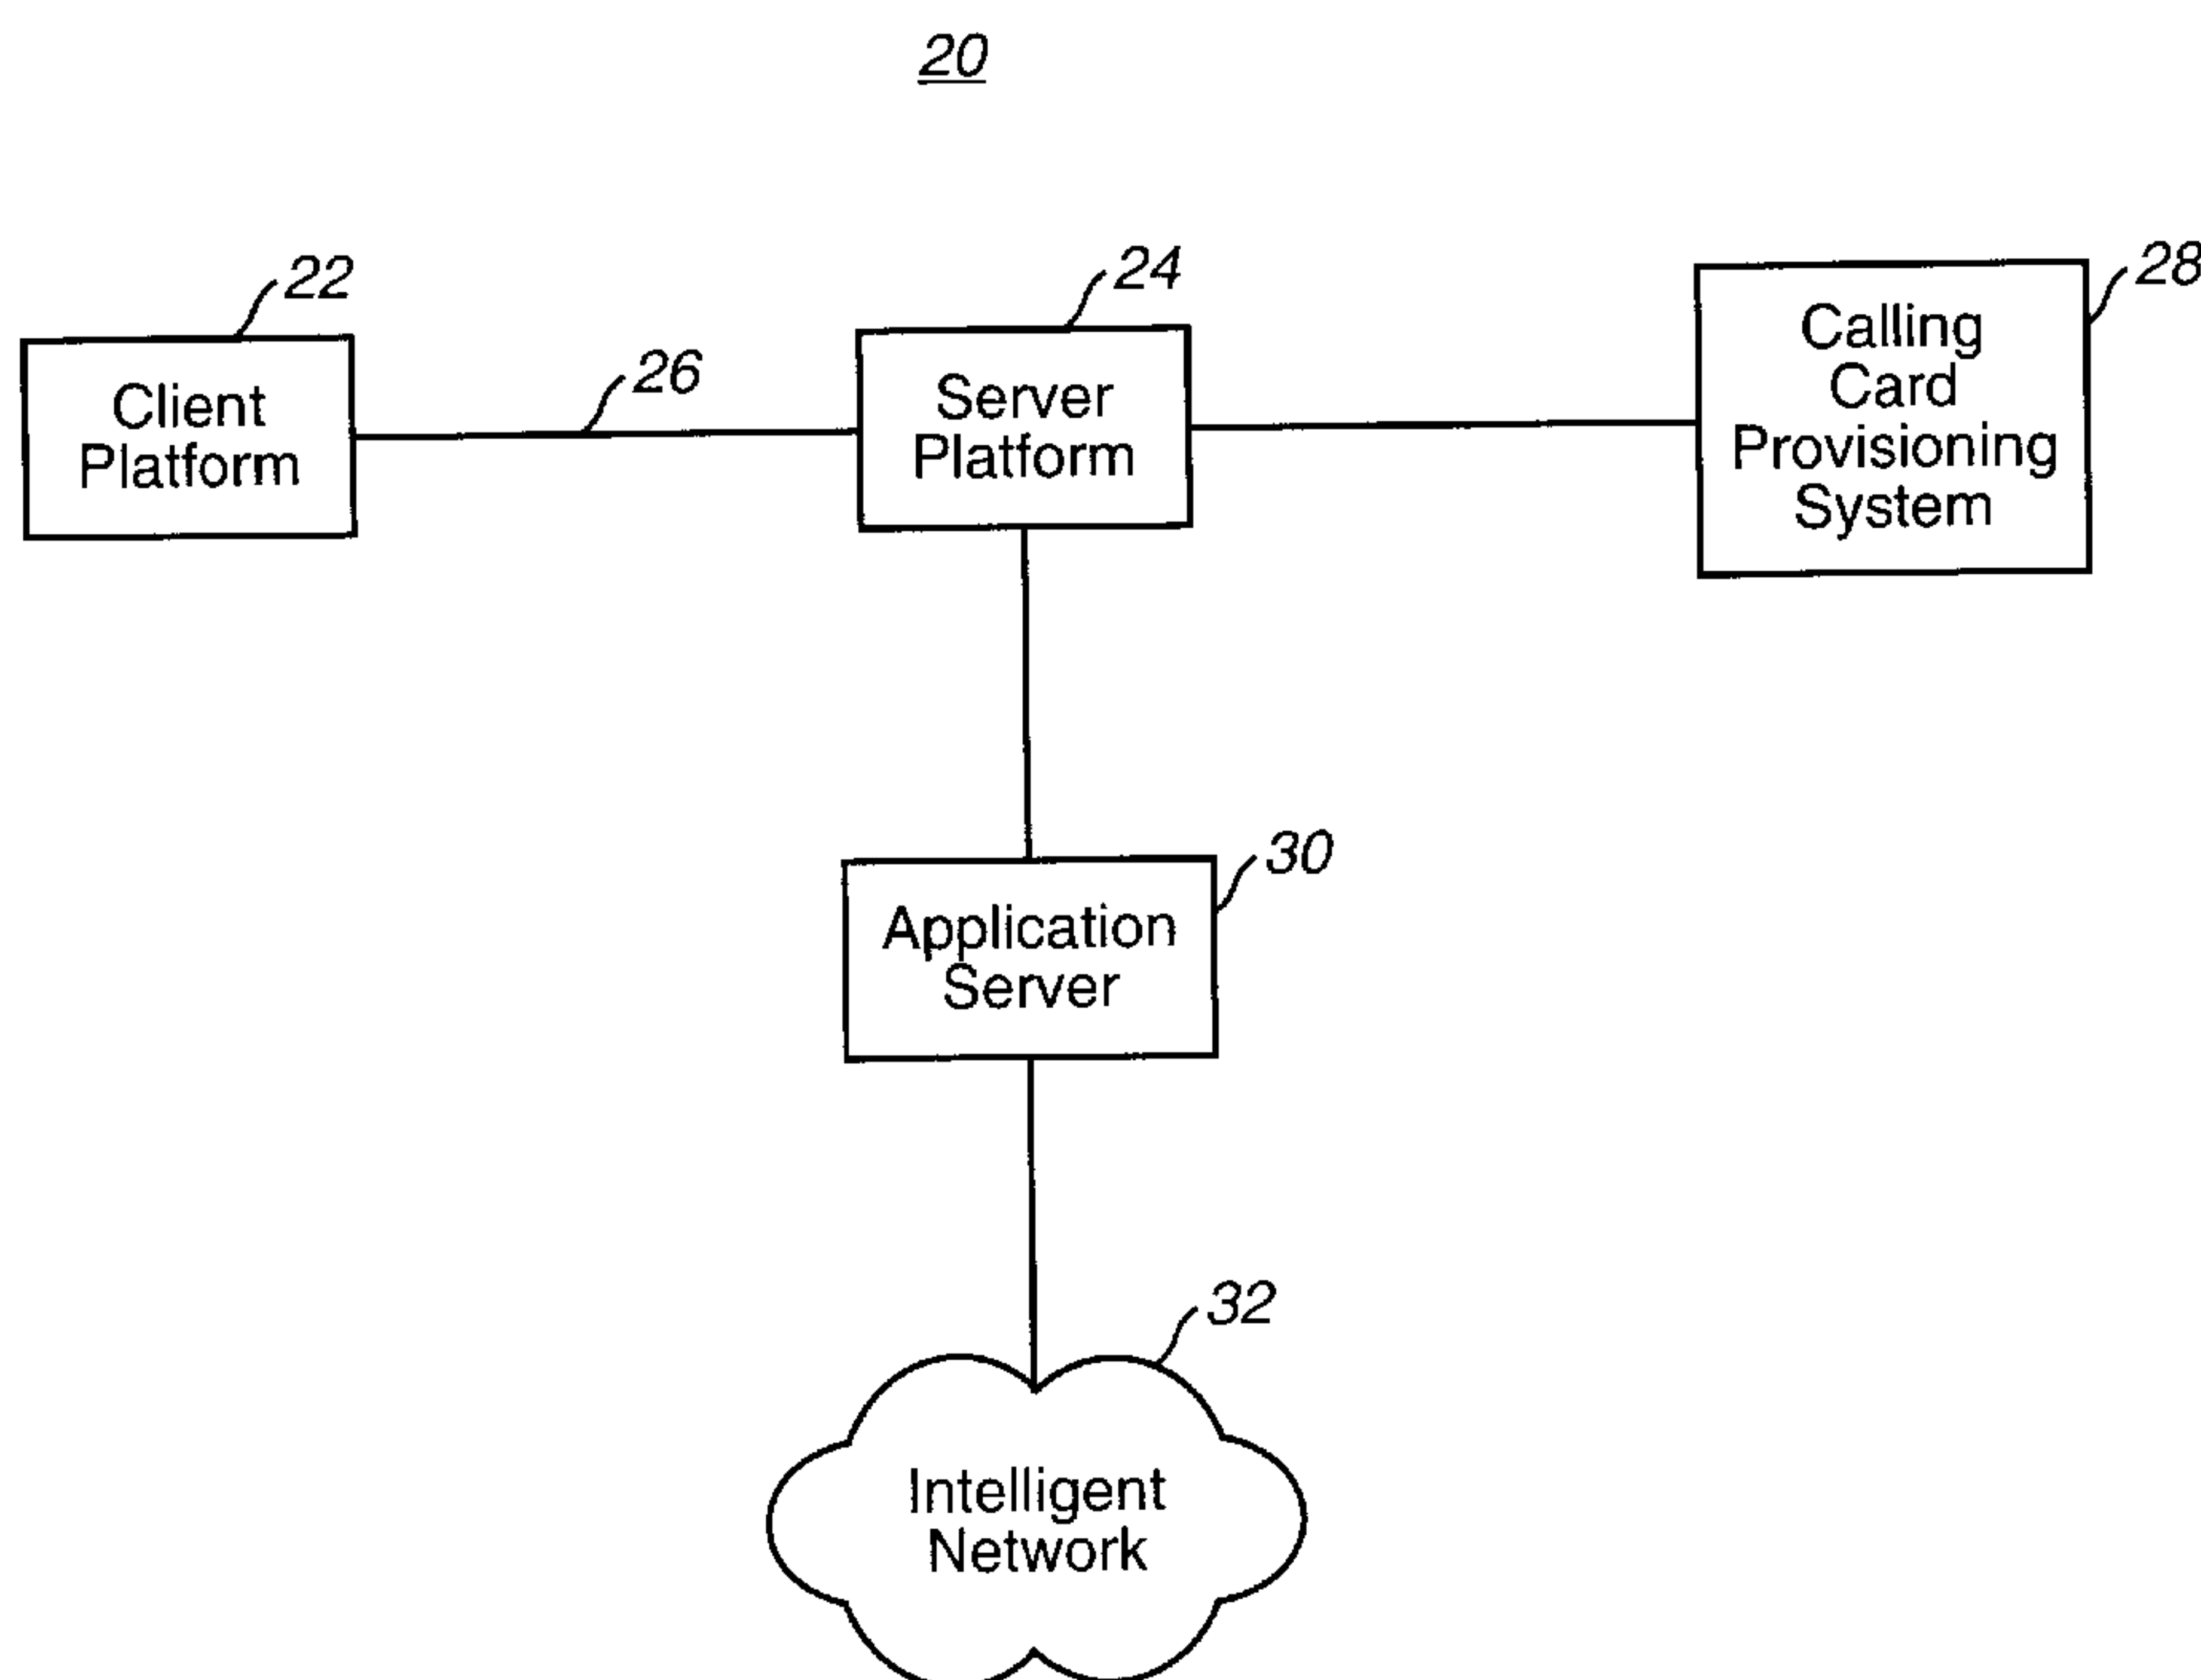 20
22
24
28
26
Client
Platform
Server
Platform
Calling
Card
Provisioning
System
30
Application
Server
32
Intelligent
Network